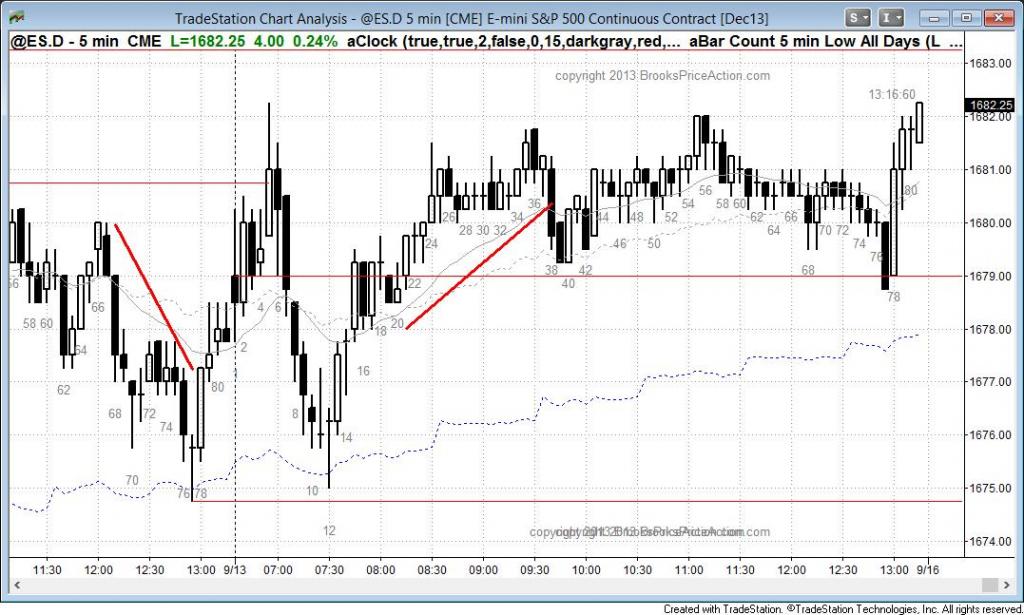 TradeStation Chart Analysis - @ES.D 5 min [CME] E-mini S&P 500 Continuous Contract [Dec13]
S I
@ES.D - 5 min CME L=1682.25 4.00 0.24% aClock (true,true,2,false,0,15,darkgray,red,... aBar Count 5 min Low All Days (L ...
1683.00
copyright 2013 BrooksPriceAction.com
13:16:60
1682.25
1682.00
1681.00
1680.00
1679.00
1678.00
1677.00
1676.00
1675.00
1674.00
58 60 62 64 66 68 70 72 74 76 78 80
2 4 6 8 10 12 14 16 18 20 22 24 26 28 30 32 34 36 38 40 42 44 46 48 50 52 54 56 58 60 62 64 66 68 70 72 74 76 78 80
11:30 12:00 12:30 13:00 9/13 07:00 07:30 08:00 08:30 09:00 09:30 10:00 10:30 11:00 11:30 12:00 12:30 13:00 9/16
Created with TradeStation. ©TradeStation Technologies, Inc. All rights reserved.